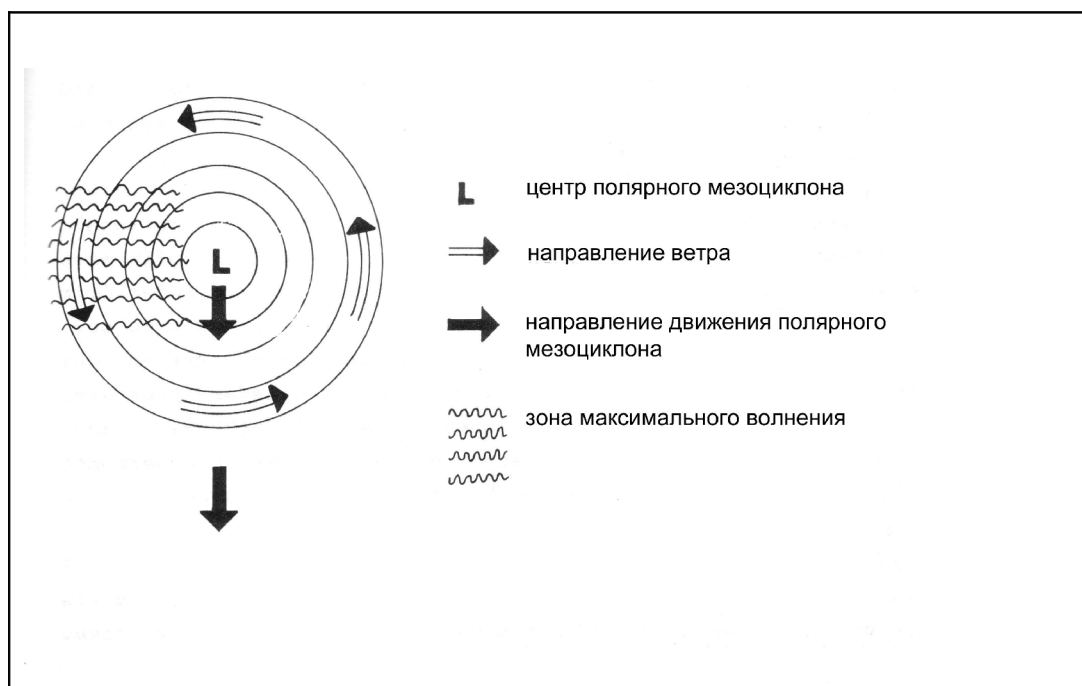 L
L
центр полярного мезоциклона
направление ветра
направление движения полярного
мезоциклона
зона максимального волнения